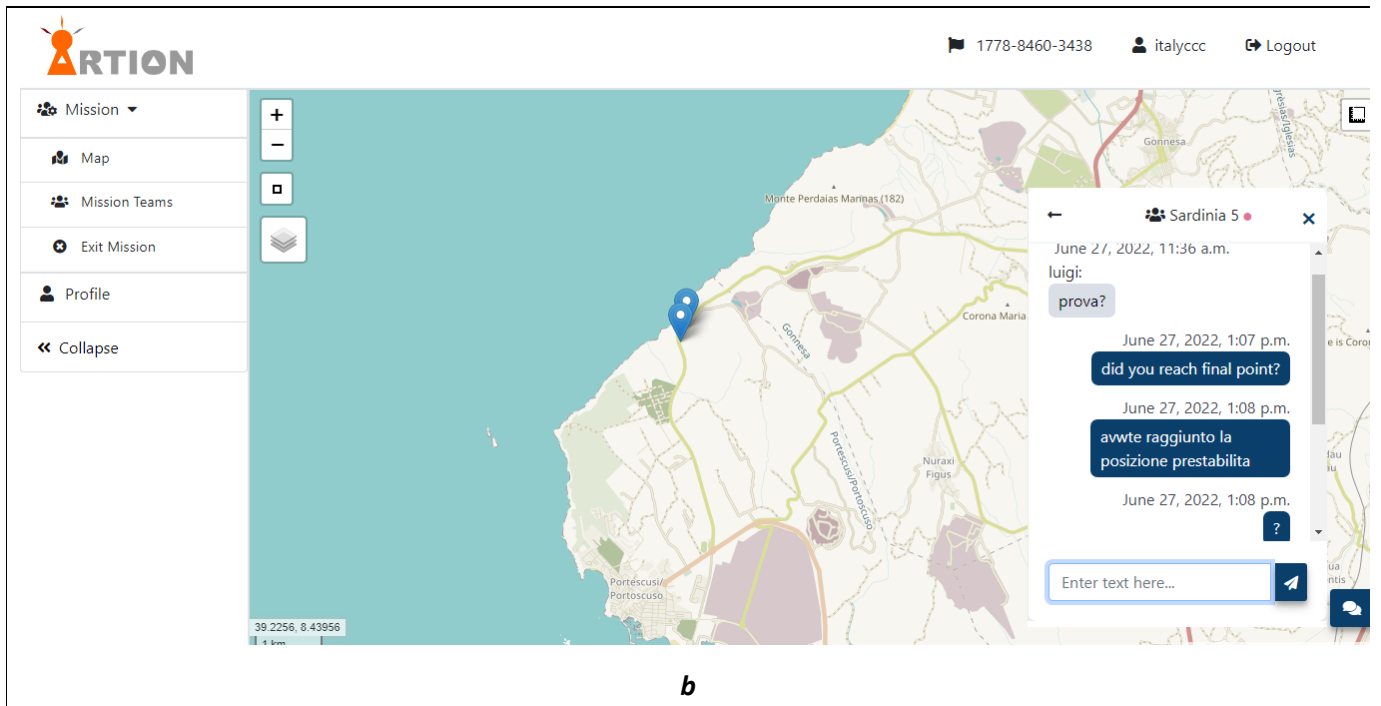 ARTION
1778-8460-3438
italyccc
Logout
Mission
Map
Mission Teams
Exit Mission
Profile
Collapse
+
−
Monte Perdaias Marinas (182)
Gonnesa
Corona Maria
Gonnesa
Portescusi/Portoscuso
Nuraxi
Figus
Portescusi/
Portoscuso
39.2256, 8.43956
1 km
Sardinia 5
June 27, 2022, 11:36 a.m.
luigi:
prova?
June 27, 2022, 1:07 p.m.
did you reach final point?
June 27, 2022, 1:08 p.m.
avwte raggiunto la
posizione prestabilita
June 27, 2022, 1:08 p.m.
?
Enter text here...
b